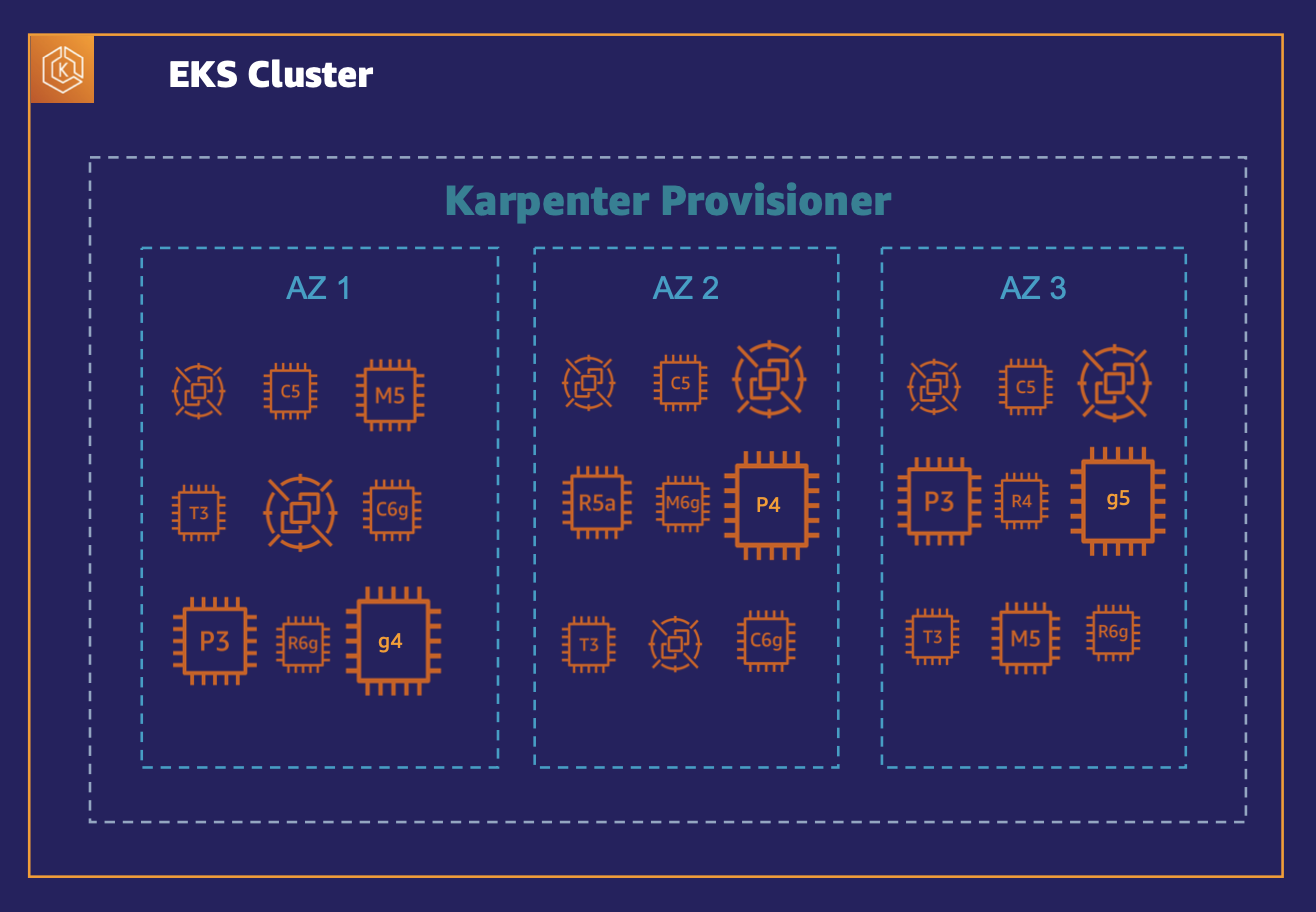 K
EKS Cluster
Karpenter Provisioner
AZ 1
C5
M5
T3
C6g
P3
R6g
g4
AZ 2
C5
R5a
M6g
P4
T3
C6g
AZ 3
C5
P3
R4
g5
T3
M5
R6g